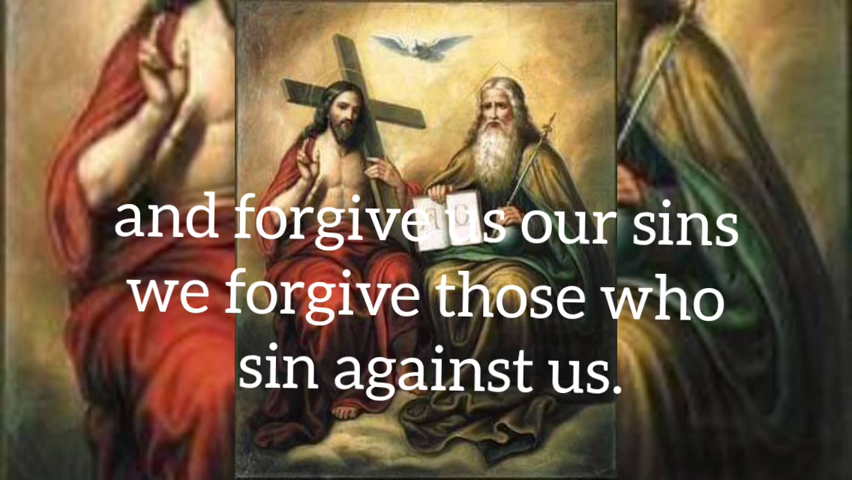 and forgive us our sins
we forgive those who
sin against us.